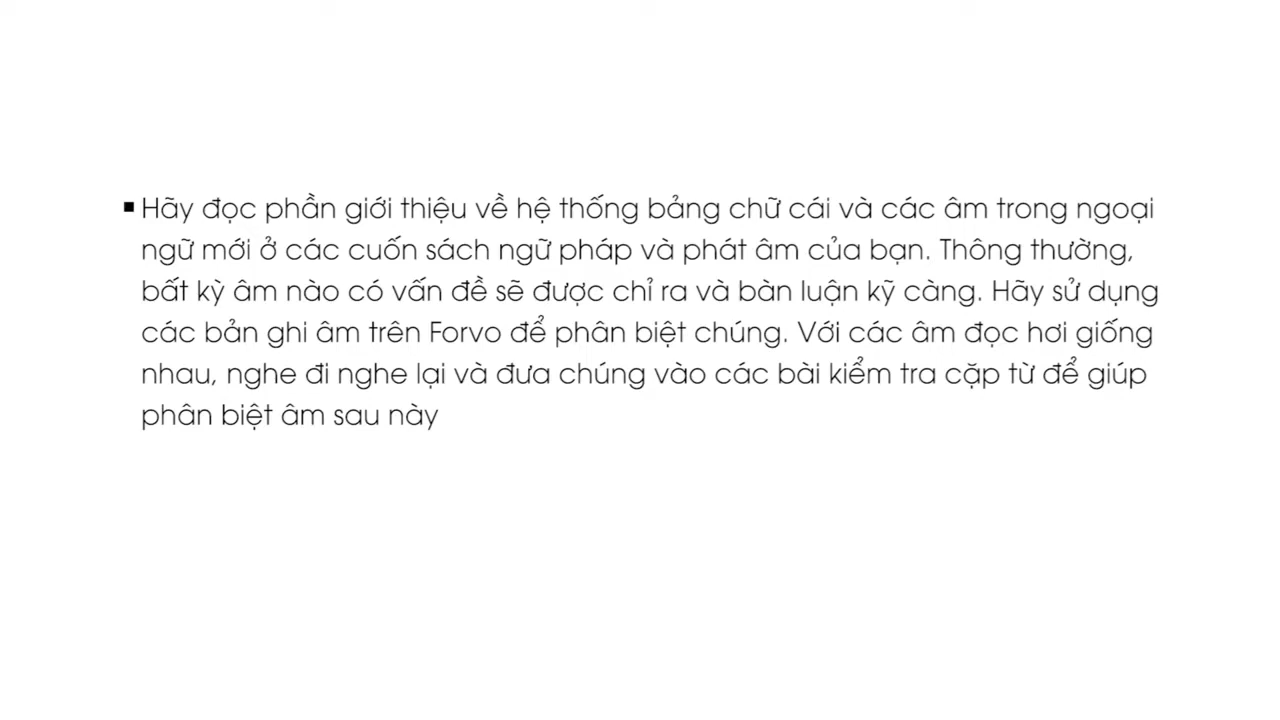 ▪ Hãy đọc phần giới thiệu về hệ thống bảng chữ cái và các âm trong ngoại
ngữ mới ở các cuốn sách ngữ pháp và phát âm của bạn. Thông thường,
bất kỳ âm nào có vấn đề sẽ được chỉ ra và bàn luận kỹ càng. Hãy sử dụng
các bản ghi âm trên Forvo để phân biệt chúng. Với các âm đọc hơi giống
nhau, nghe đi nghe lại và đưa chúng vào các bài kiểm tra cặp từ để giúp
phân biệt âm sau này